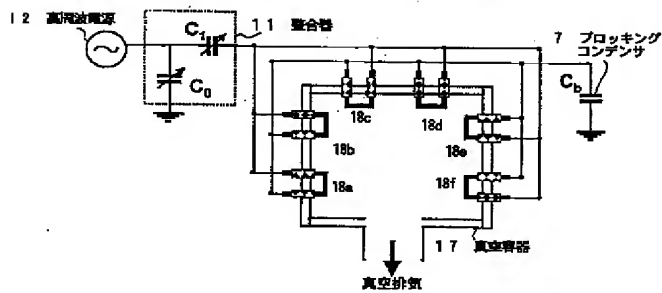 12 高周波電源
C₁
C₀
11 整合器
7 ブロッキング
コンデンサ
C_b
18c
18d
18b
18e
18a
18f
17 真空容器
真空排気